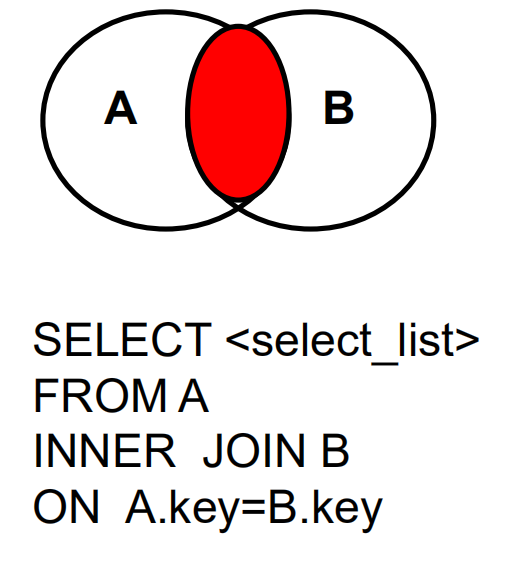 A B
SELECT <select_list>
FROM A
INNER  JOIN B
ON  A.key=B.key